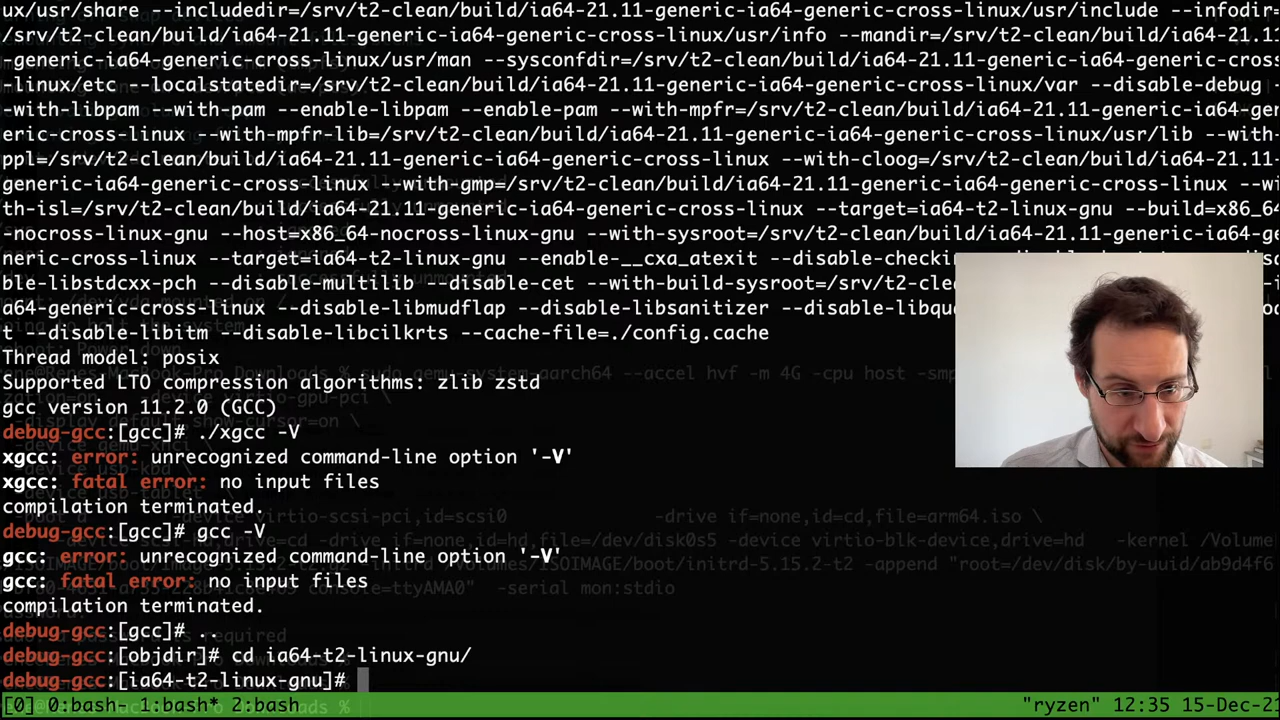 ux/usr/share --includedir=/srv/t2-clean/build/ia64-21.11-generic-ia64-generic-cross-linux/usr/include --infodir=
/srv/t2-clean/build/ia64-21.11-generic-ia64-generic-cross-linux/usr/info --mandir=/srv/t2-clean/build/ia64-21.11
-generic-ia64-generic-cross-linux/usr/man --sysconfdir=/srv/t2-clean/build/ia64-21.11-generic-ia64-generic-cross
-linux/etc --localstatedir=/srv/t2-clean/build/ia64-21.11-generic-ia64-generic-cross-linux/var --disable-debug -
-with-libpam --with-pam --enable-libpam --enable-pam --with-mpfr=/srv/t2-clean/build/ia64-21.11-generic-ia64-gen
eric-cross-linux --with-mpfr-lib=/srv/t2-clean/build/ia64-21.11-generic-ia64-generic-cross-linux/usr/lib --with-
ppl=/srv/t2-clean/build/ia64-21.11-generic-ia64-generic-cross-linux --with-cloog=/srv/t2-clean/build/ia64-21.11-
generic-ia64-generic-cross-linux --with-gmp=/srv/t2-clean/build/ia64-21.11-generic-ia64-generic-cross-linux --wi
th-isl=/srv/t2-clean/build/ia64-21.11-generic-ia64-generic-cross-linux --target=ia64-t2-linux-gnu --build=x86_64
-nocross-linux-gnu --host=x86_64-nocross-linux-gnu --with-sysroot=/srv/t2-clean/build/ia64-21.11-generic-ia64-ge
neric-cross-linux --target=ia64-t2-linux-gnu --enable-__cxa_atexit --disable-checki
ble-libstdcxx-pch --disable-multilib --disable-cet --with-build-sysroot=/srv/t2-cle
a64-generic-cross-linux --disable-libmudflap --disable-libsanitizer --disable-libqu
--disable-libitm --disable-libcilkrts --cache-file=./config.cache
Thread model: posix
Supported LTO compression algorithms: zlib zstd
gcc version 11.2.0 (GCC)
debug-gcc:[gcc]# ./xgcc -V
xgcc: error: unrecognized command-line option '-V'
xgcc: fatal error: no input files
compilation terminated.
debug-gcc:[gcc]# gcc -V
gcc: error: unrecognized command-line option '-V'
gcc: fatal error: no input files
compilation terminated.
debug-gcc:[gcc]# ..
debug-gcc:[objdir]# cd ia64-t2-linux-gnu/
debug-gcc:[ia64-t2-linux-gnu]#
[0] 0:bash- 1:bash* 2:bash "ryzen" 12:35 15-Dec-21